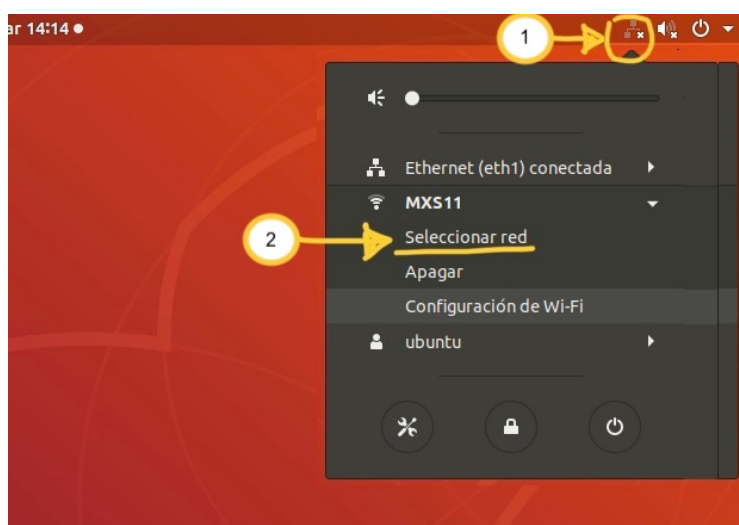 ar 14:14
1
Ethernet (eth1) conectada
MXS11
2
Seleccionar red
Apagar
Configuración de Wi-Fi
ubuntu